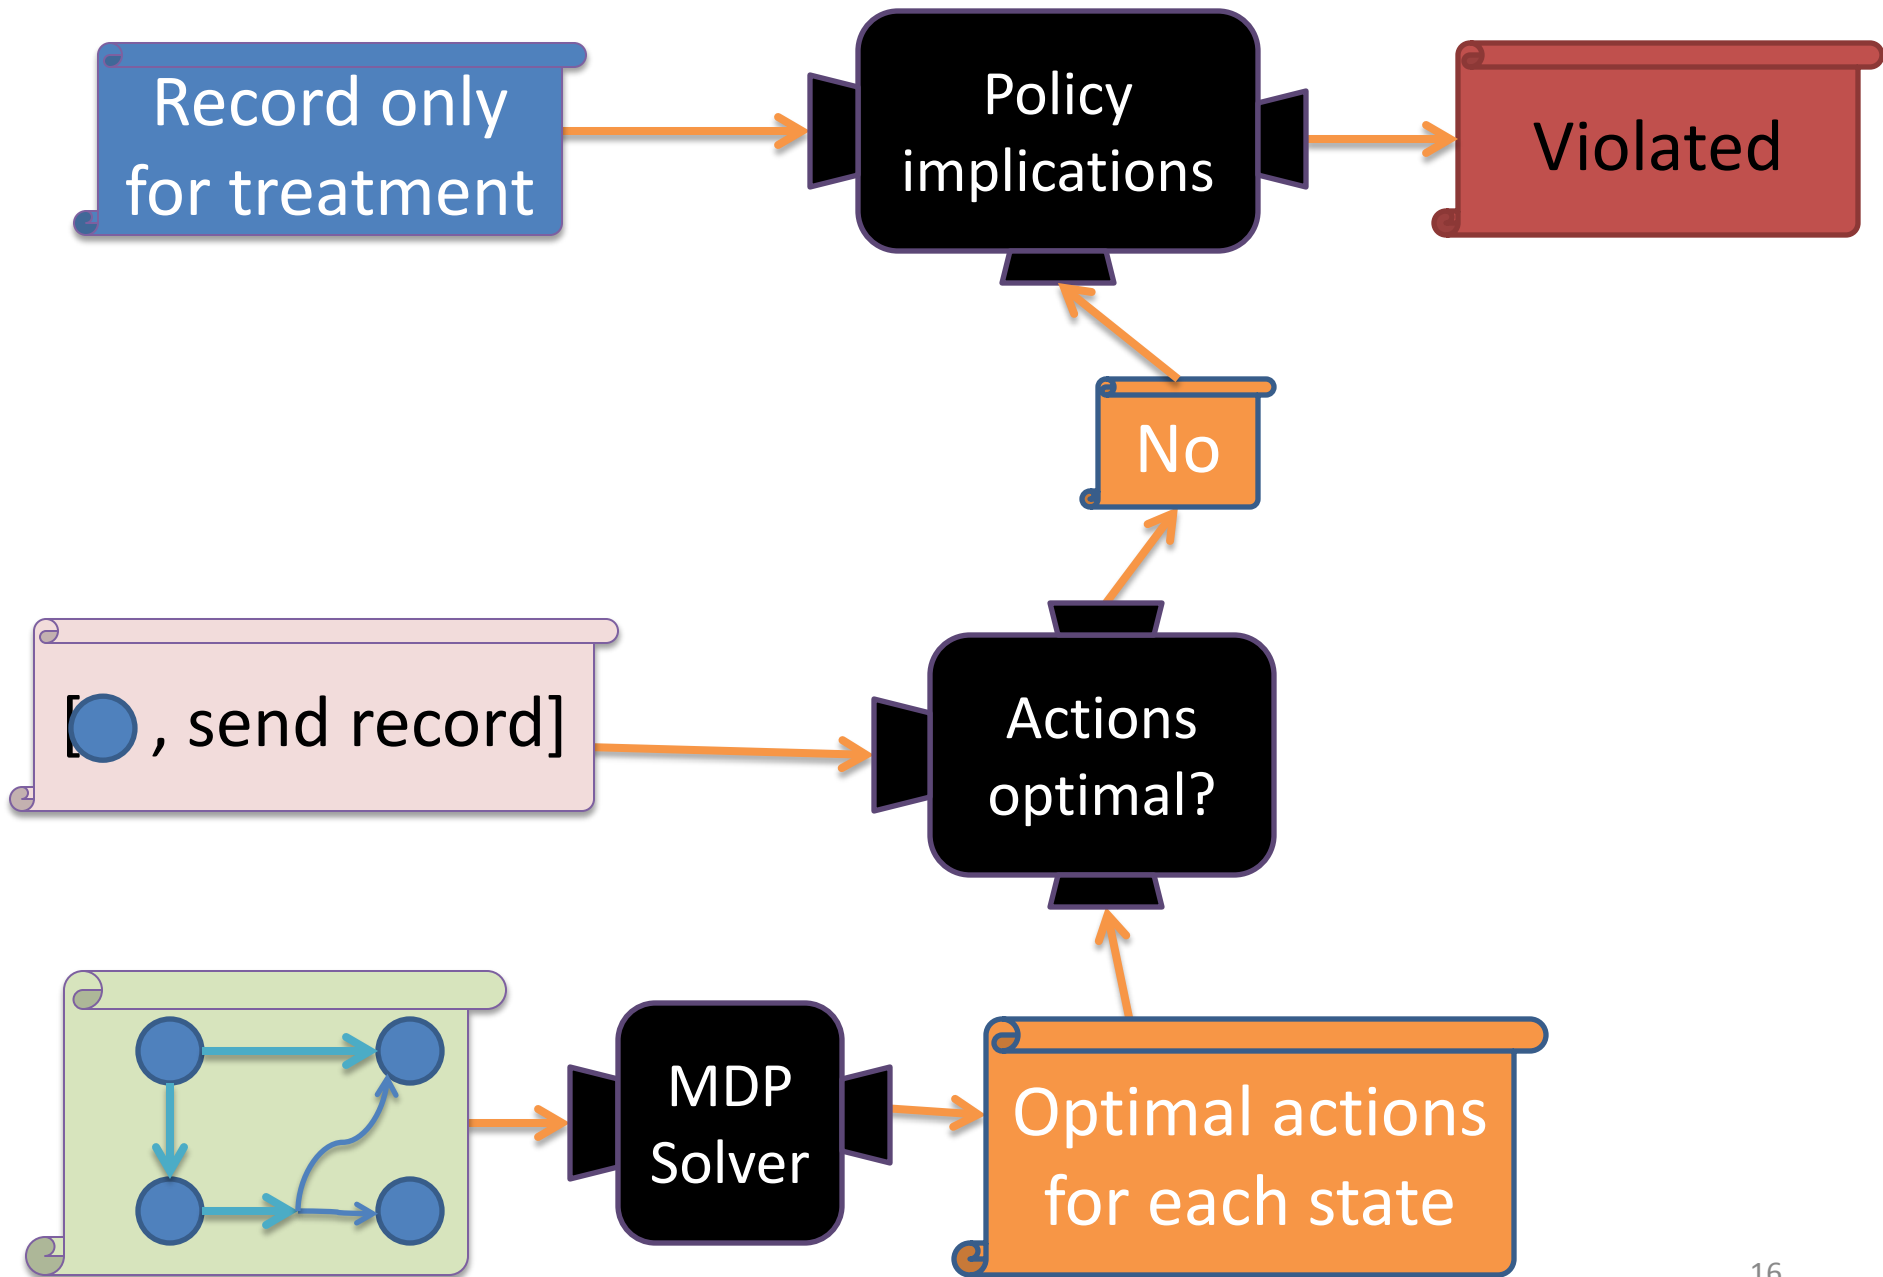 Record only
for treatment
Policy
implications
Violated
No
[ , send record]
Actions
optimal?
MDP
Solver
Optimal actions
for each state
16